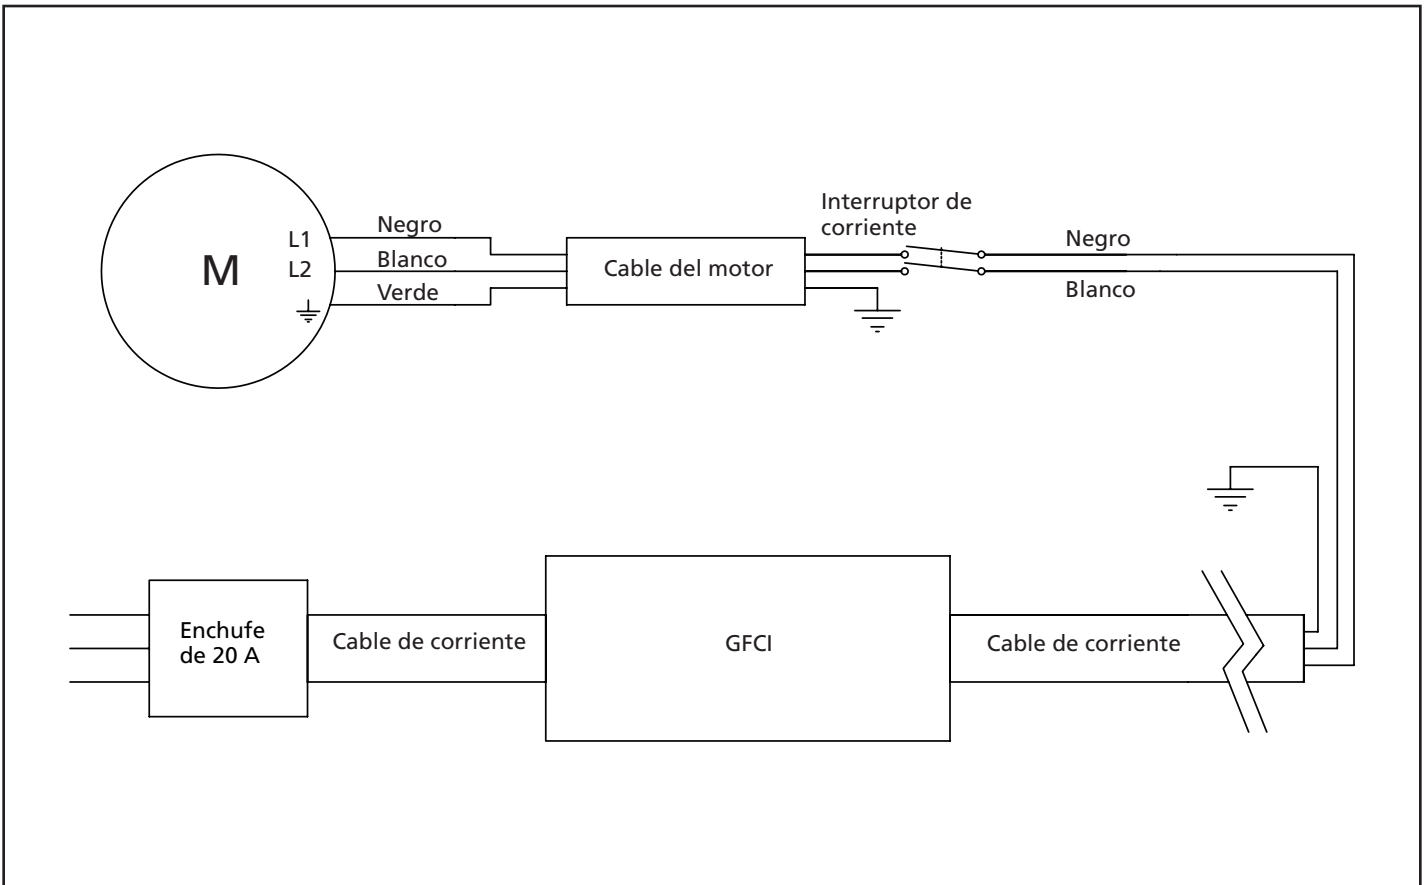 Interruptor de
corriente
Negro
L1
Negro
L2
Blanco
Cable del motor
M
Blanco
Verde
Enchufe
de 20 A
Cable de corriente
GFCI
Cable de corriente